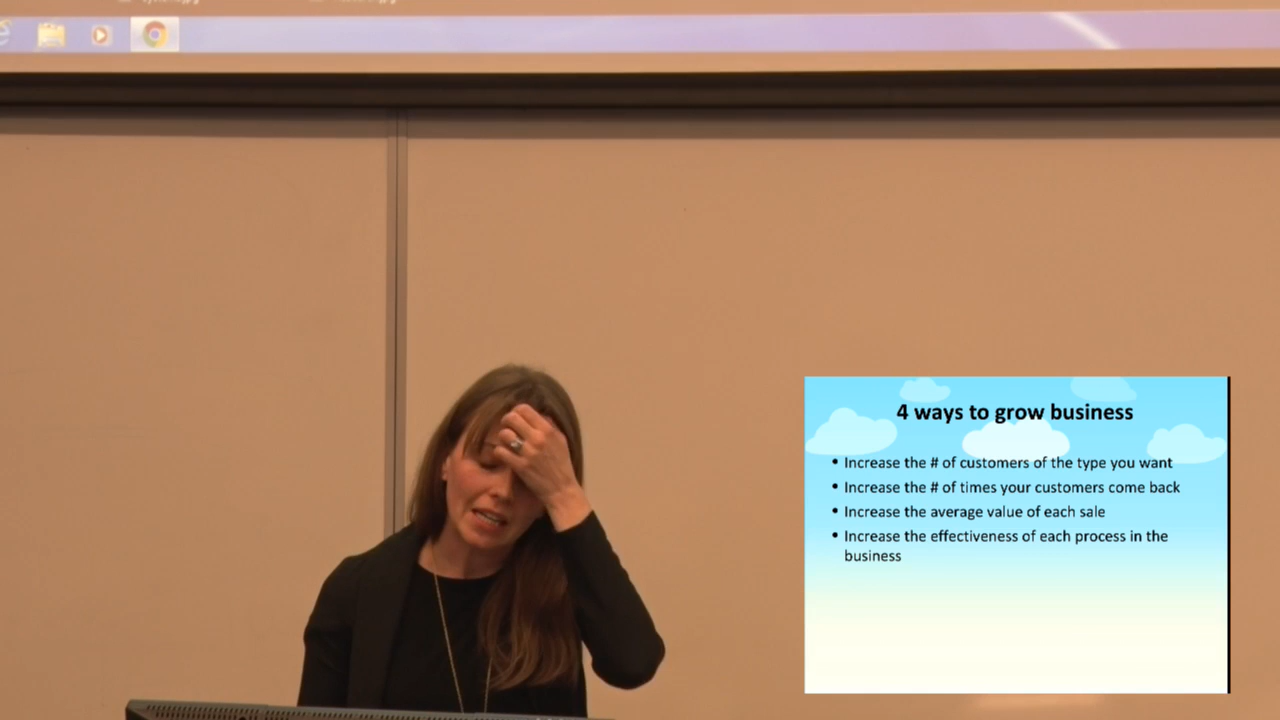 4 ways to grow business
• Increase the # of customers of the type you want
• Increase the # of times your customers come back
• Increase the average value of each sale
• Increase the effectiveness of each process in the
business